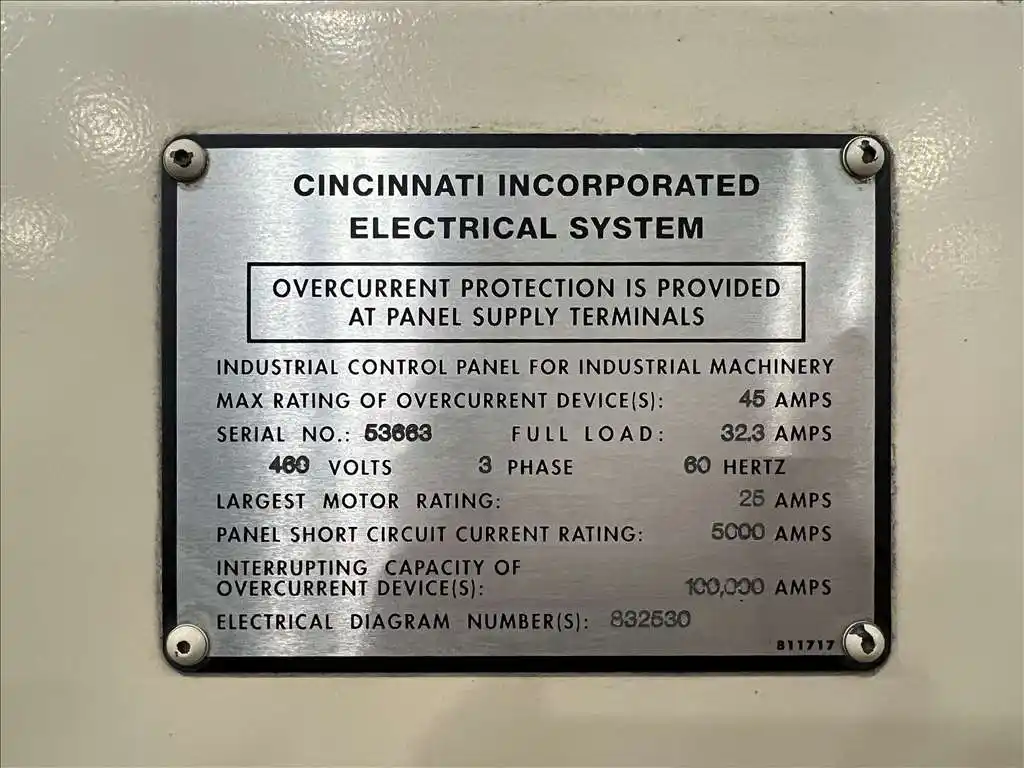 CINCINNATI INCORPORATED
ELECTRICAL SYSTEM
OVERCURRENT PROTECTION IS PROVIDED
AT PANEL SUPPLY TERMINALS
INDUSTRIAL CONTROL PANEL FOR INDUSTRIAL MACHINERY
MAX RATING OF OVERCURRENT DEVICE(S): 45 AMPS
SERIAL NO.: 53663 FULL LOAD: 32.3 AMPS
460 VOLTS 3 PHASE 60 HERTZ
LARGEST MOTOR RATING: 25 AMPS
PANEL SHORT CIRCUIT CURRENT RATING: 5000 AMPS
INTERRUPTING CAPACITY OF
OVERCURRENT DEVICE(S): 100,000 AMPS
ELECTRICAL DIAGRAM NUMBER(S): 832530
811717